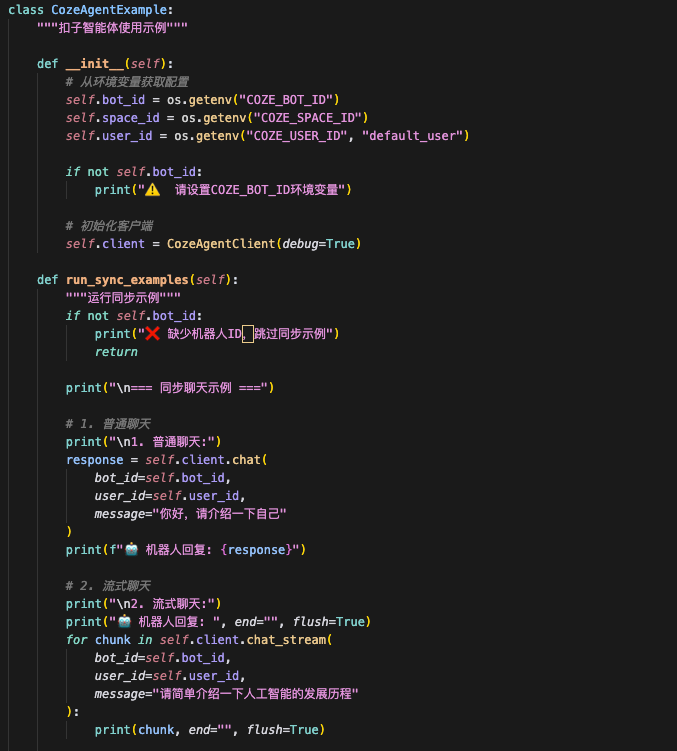 class CozeAgentExample:
    """扣子智能体使用示例"""

    def __init__(self):
        # 从环境变量获取配置
        self.bot_id = os.getenv("COZE_BOT_ID")
        self.space_id = os.getenv("COZE_SPACE_ID")
        self.user_id = os.getenv("COZE_USER_ID", "default_user")

        if not self.bot_id:
            print("⚠️  请设置COZE_BOT_ID环境变量")

        # 初始化客户端
        self.client = CozeAgentClient(debug=True)

    def run_sync_examples(self):
        """运行同步示例"""
        if not self.bot_id:
            print("❌ 缺少机器人ID，跳过同步示例")
            return

        print("\n=== 同步聊天示例 ===")

        # 1. 普通聊天
        print("\n1. 普通聊天:")
        response = self.client.chat(
            bot_id=self.bot_id,
            user_id=self.user_id,
            message="你好，请介绍一下自己"
        )
        print(f"🤖 机器人回复: {response}")

        # 2. 流式聊天
        print("\n2. 流式聊天:")
        print("🤖 机器人回复: ", end="", flush=True)
        for chunk in self.client.chat_stream(
            bot_id=self.bot_id,
            user_id=self.user_id,
            message="请简单介绍一下人工智能的发展历程"
        ):
            print(chunk, end="", flush=True)